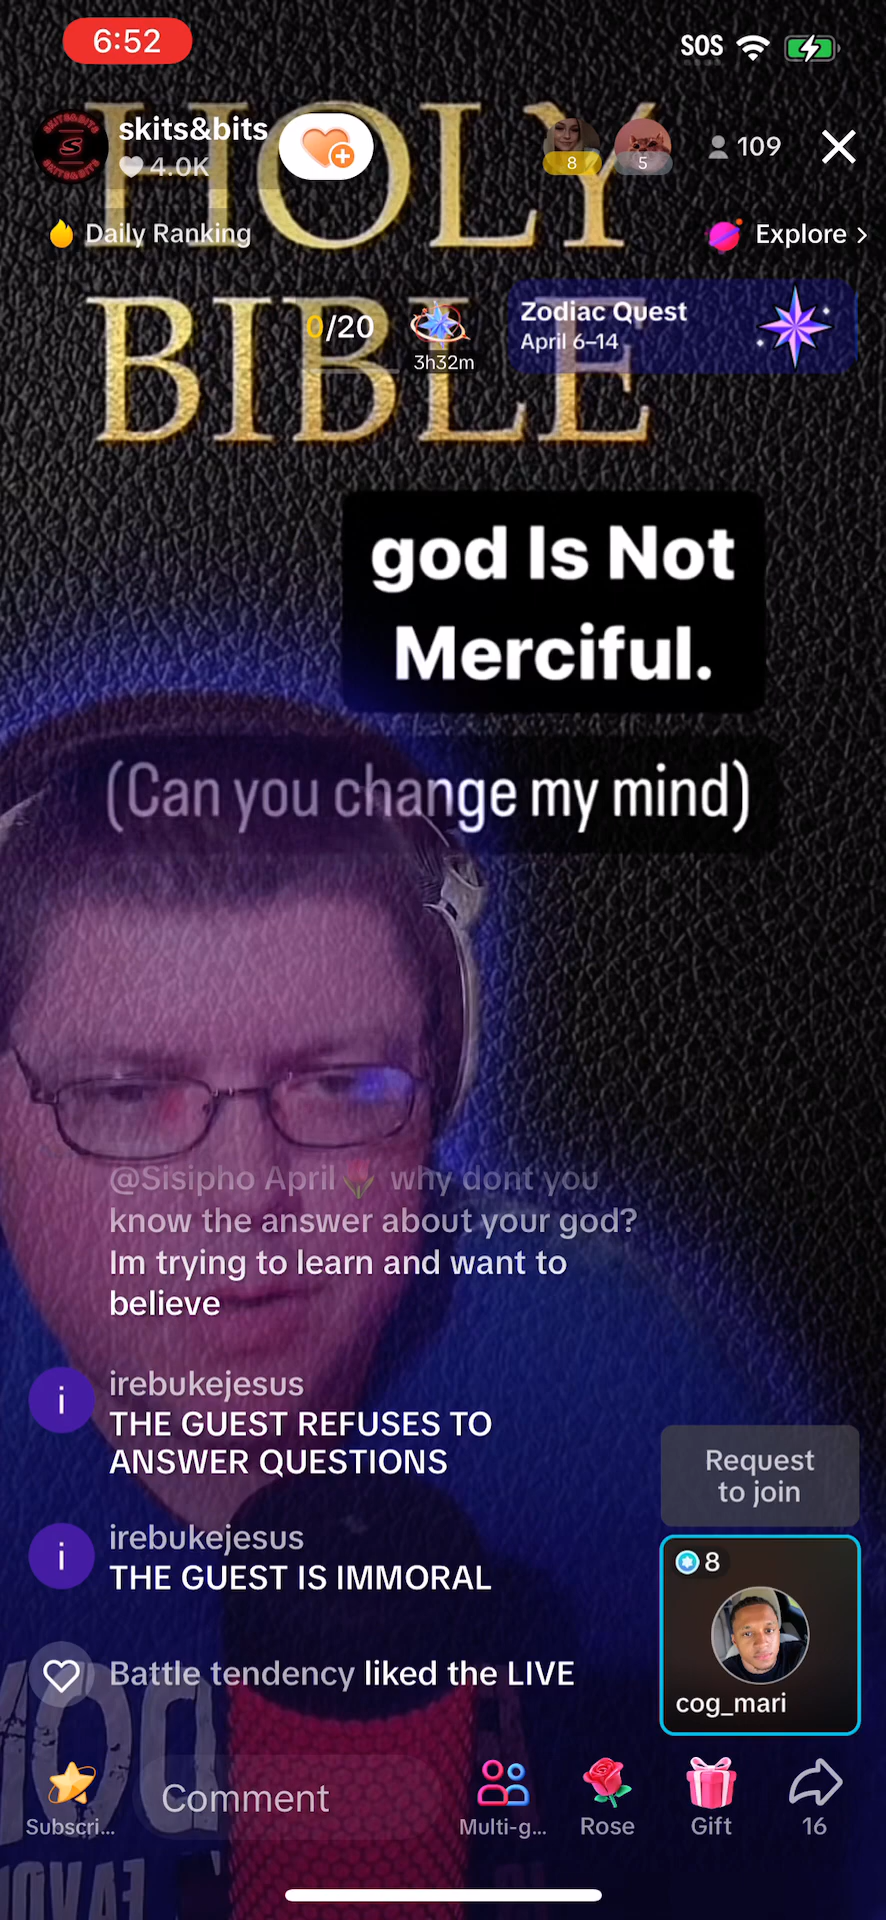 6:52
SOS
HOLY
BIBLE
skits&bits
4.0K
8
5
109
Daily Ranking
Explore >
0/20
3h32m
Zodiac Quest
April 6–14
god Is Not
Merciful.
(Can you change my mind)
@Sisipho April🌷 why dont you
know the answer about your god?
Im trying to learn and want to
believe
i
irebukejesus
THE GUEST REFUSES TO
ANSWER QUESTIONS
i
irebukejesus
THE GUEST IS IMMORAL
Battle tendency liked the LIVE
Request
to join
8
cog_mari
Subscri...
Comment
Multi-g...
Rose
Gift
16